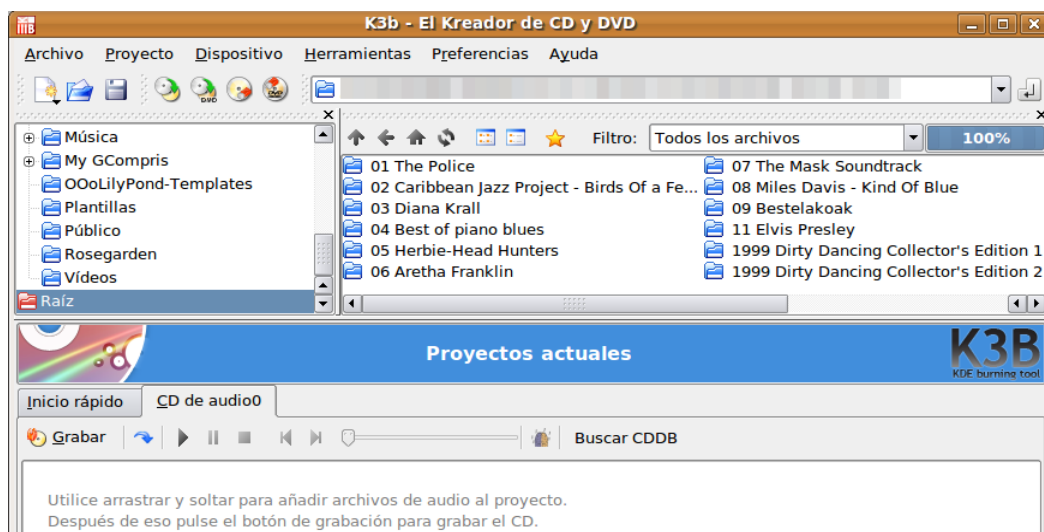 K3b - El Kreador de CD y DVD
Archivo Proyecto Dispositivo Herramientas Preferencias Ayuda
DVD
Filtro: Todos los archivos 100%
Música
My GCompris
OOoLilyPond-Templates
Plantillas
Público
Rosegarden
Vídeos
Raíz
01 The Police
02 Caribbean Jazz Project - Birds Of a Fe...
03 Diana Krall
04 Best of piano blues
05 Herbie-Head Hunters
06 Aretha Franklin
07 The Mask Soundtrack
08 Miles Davis - Kind Of Blue
09 Bestelakoak
11 Elvis Presley
1999 Dirty Dancing Collector's Edition 1
1999 Dirty Dancing Collector's Edition 2
Proyectos actuales
K3B
KDE burning tool
Inicio rápido CD de audio0
Grabar Buscar CDDB
Utilice arrastrar y soltar para añadir archivos de audio al proyecto.
Después de eso pulse el botón de grabación para grabar el CD.